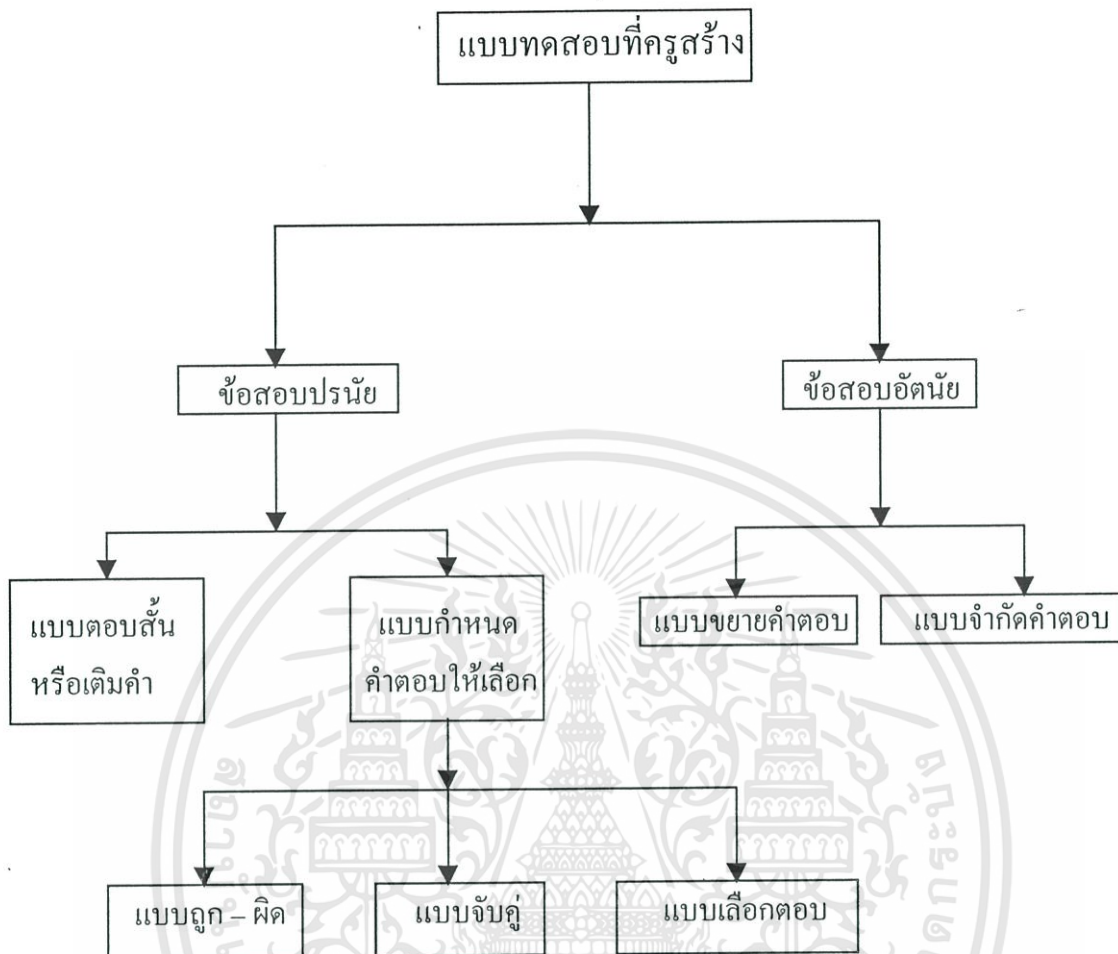 แบบทดสอบที่ครูสร้าง
ข้อสอบปรนัย
ข้อสอบอัตนัย
แบบตอบสั้น
หรือเติมคำ
แบบกำหนด
คำตอบให้เลือก
แบบขยายคำตอบ
แบบจำกัดคำตอบ
แบบถูก – ผิด
แบบจับคู่
แบบเลือกตอบ